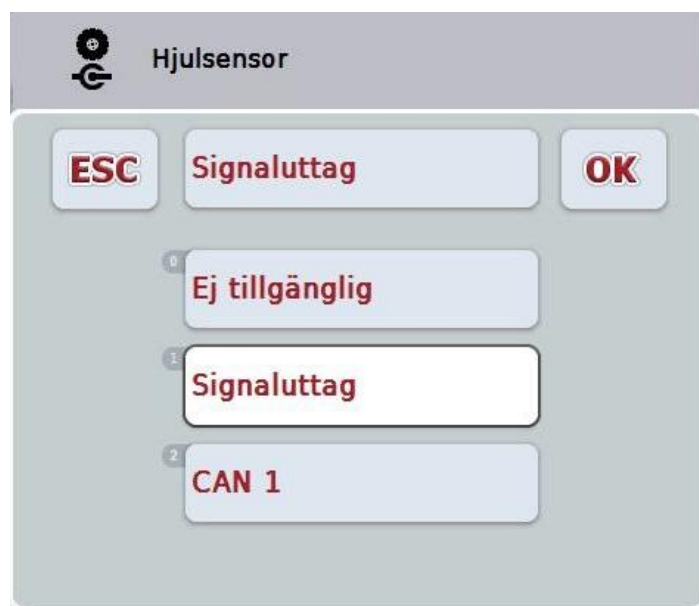 Hjulsensor
ESC
Signaluttag
OK
0
Ej tillgänglig
1
Signaluttag
2
CAN 1